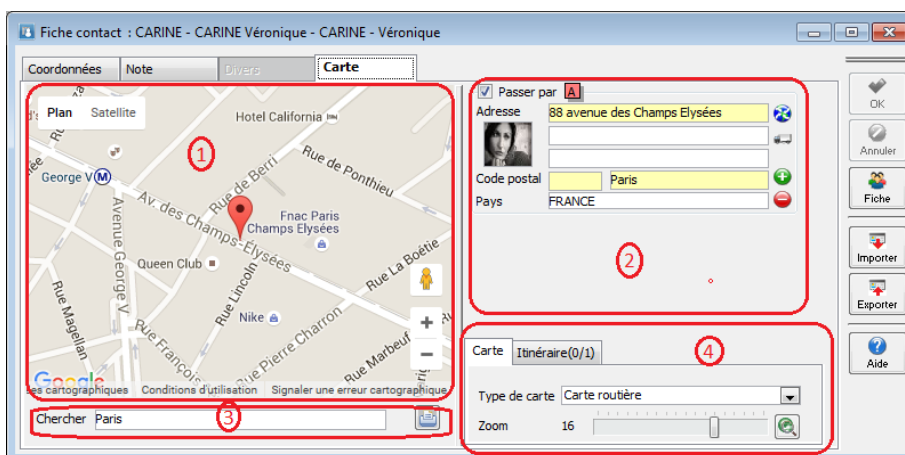 Fiche contact : CARINE - CARINE Véronique - CARINE - Véronique
Coordonnées
Note
Divers
Carte
Plan
Satellite
1
Hotel California
Rue de Ponthieu
Rue de Berri
George V
M
Av. des Champs-Élysées
Avenue George V
Fnac Paris
Champs Elysées
Queen Club
Rue Lincoln
Rue La Boétie
Nike
Rue Magellan
Rue François
Rue Pierre Charron
Rue Marbeuf
+
−
Google
es cartographiques
Conditions d'utilisation
Signaler une erreur cartographique
Chercher
Paris
3
Passer par
A
Adresse
88 avenue des Champs Elysées
Code postal
Paris
Pays
FRANCE
2
Carte
Itinéraire(0/1)
4
Type de carte
Carte routière
Zoom
16
OK
Annuler
Fiche
Importer
Exporter
Aide